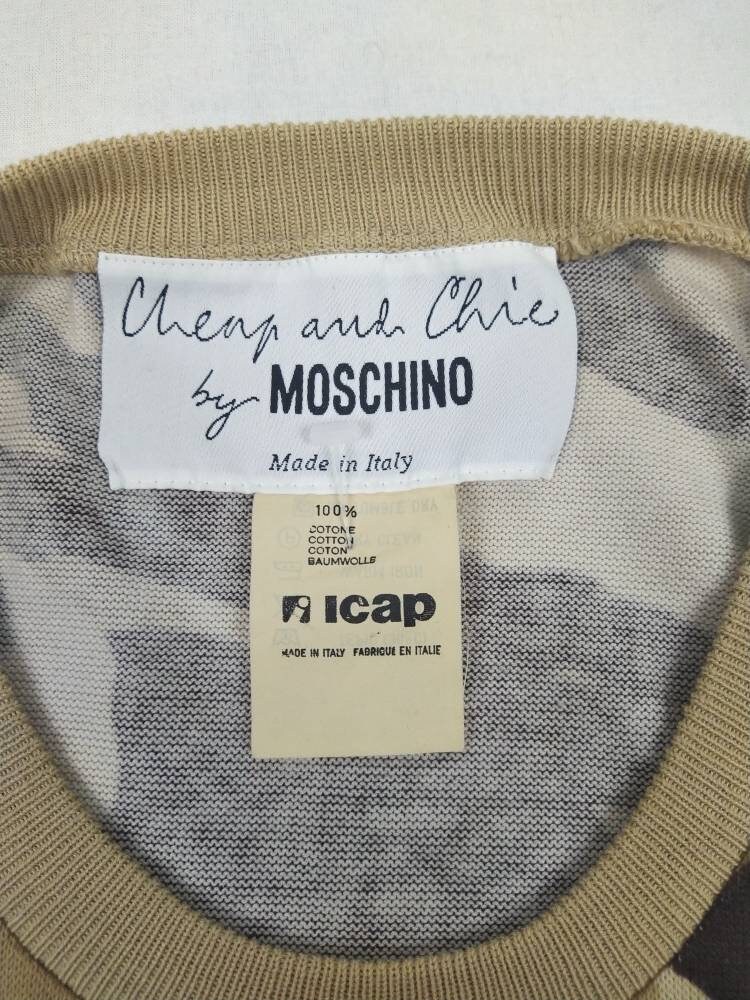 Cheap and Chic
by MOSCHINO
Made in Italy
100%
COTONE
COTTON
COTON
BAUMWOLLE
icap
MADE IN ITALY FABRIQUE EN ITALIE